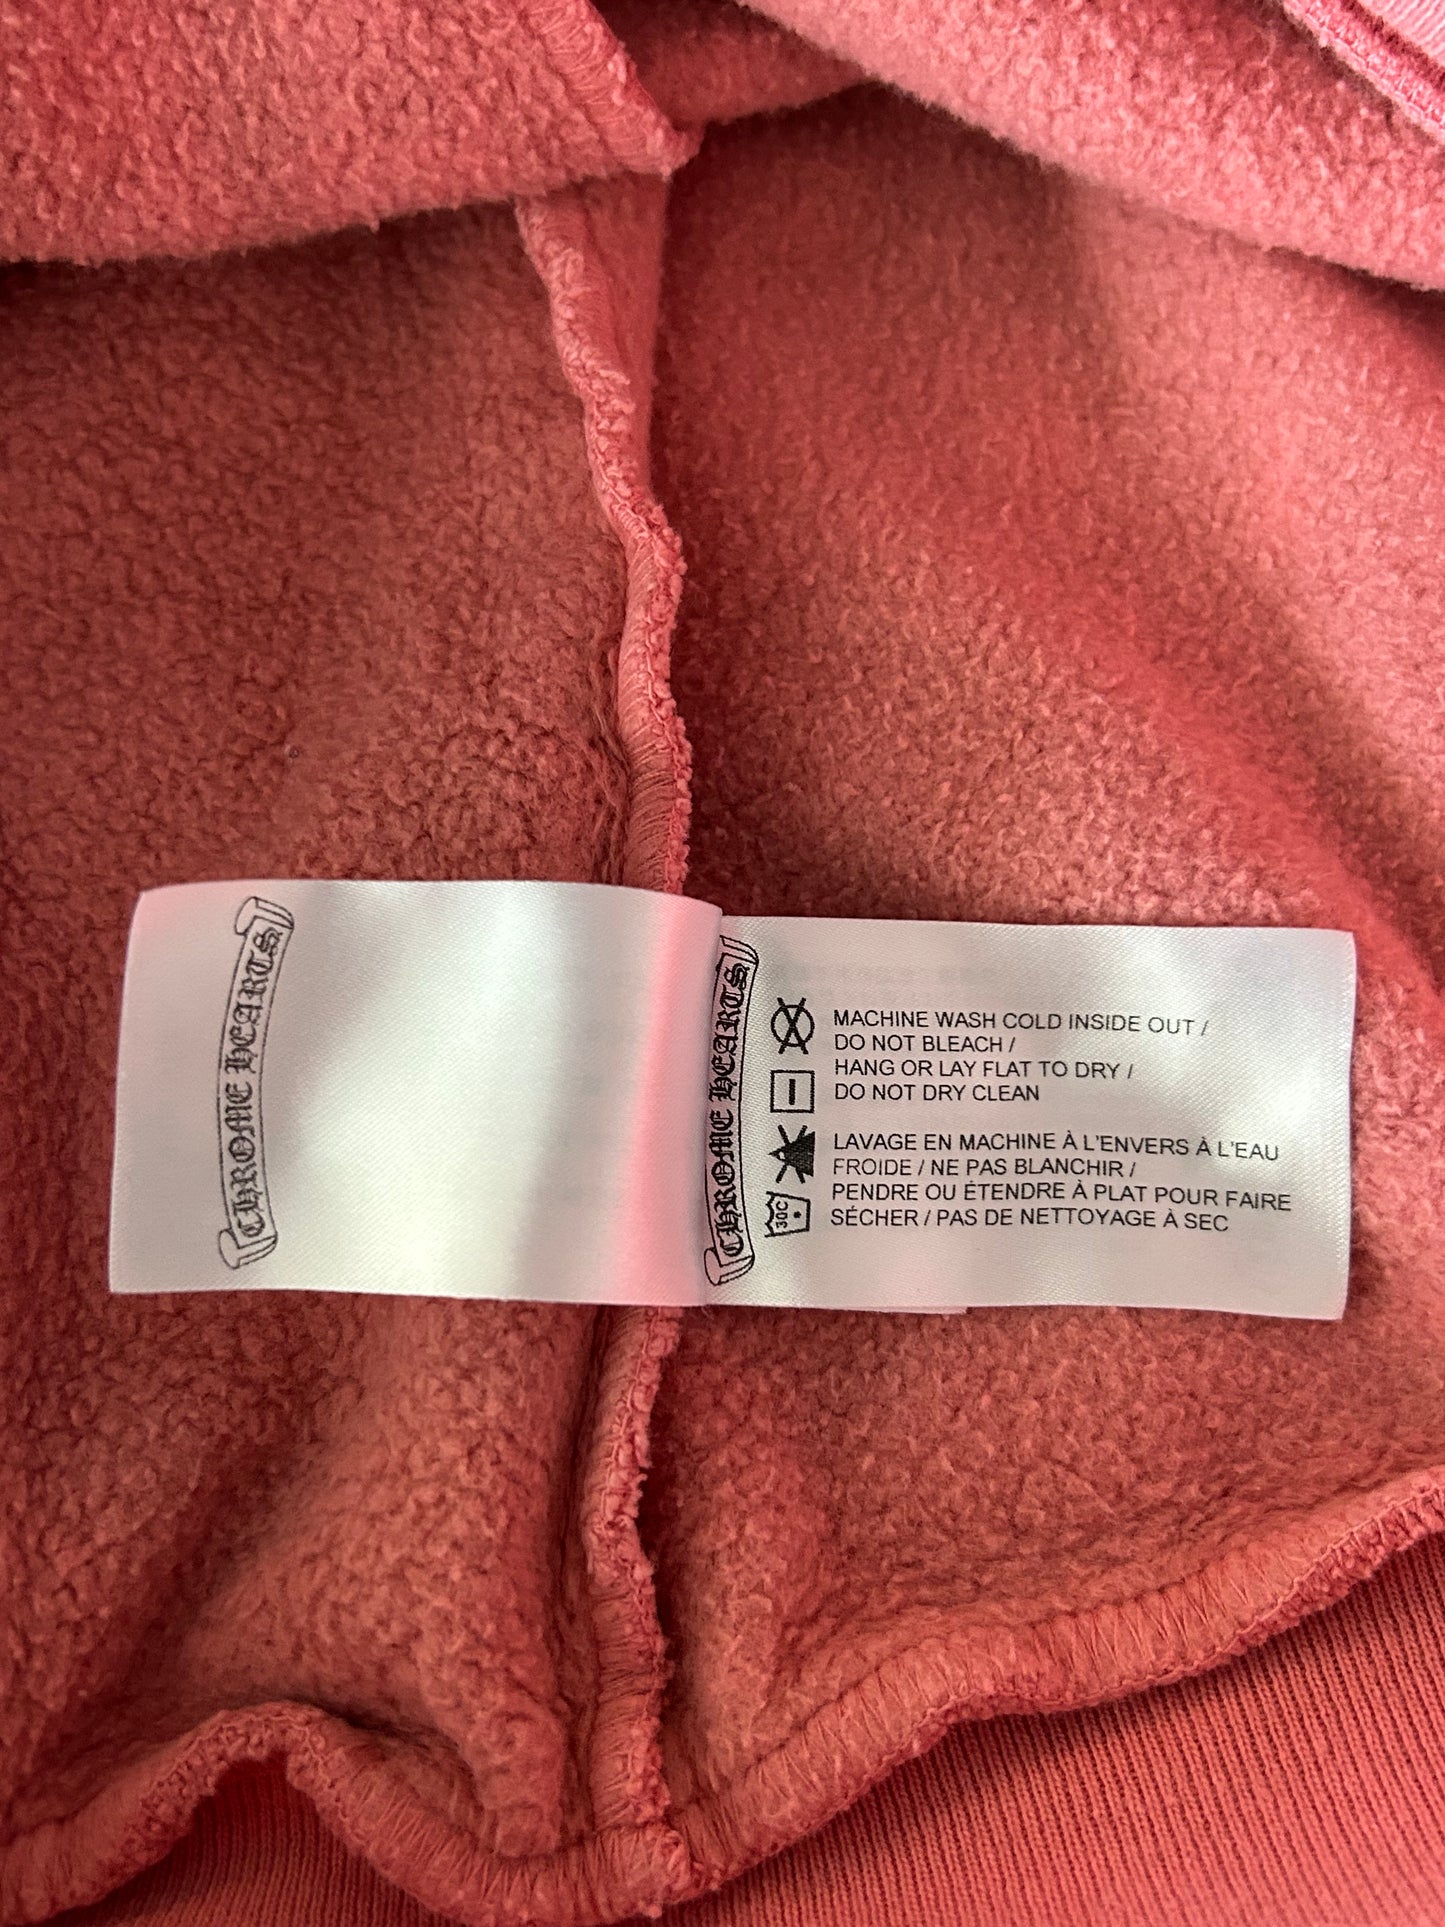 CHROME HEARTS
CHROME HEARTS
MACHINE WASH COLD INSIDE OUT /
DO NOT BLEACH /
HANG OR LAY FLAT TO DRY /
DO NOT DRY CLEAN
LAVAGE EN MACHINE À L'ENVERS À L'EAU
FROIDE / NE PAS BLANCHIR /
PENDRE OU ÉTENDRE À PLAT POUR FAIRE
SÉCHER / PAS DE NETTOYAGE À SEC
30C